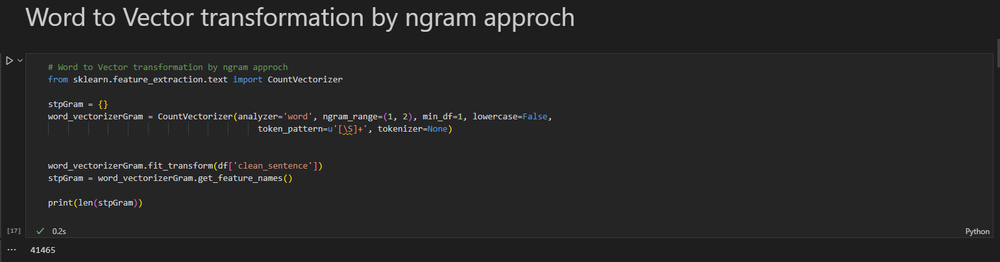 Word to Vector transformation by ngram approch
# Word to Vector transformation by ngram approch
from sklearn.feature_extraction.text import CountVectorizer
stpGram = {}
word_vectorizerGram = CountVectorizer(analyzer='word', ngram_range=(1, 2), min_df=1, lowercase=False,
token_pattern=u'[\S]+', tokenizer=None)
word_vectorizerGram.fit_transform(df['clean_sentence'])
stpGram = word_vectorizerGram.get_feature_names()
print(len(stpGram))
[17] 0.2s Python
... 41465